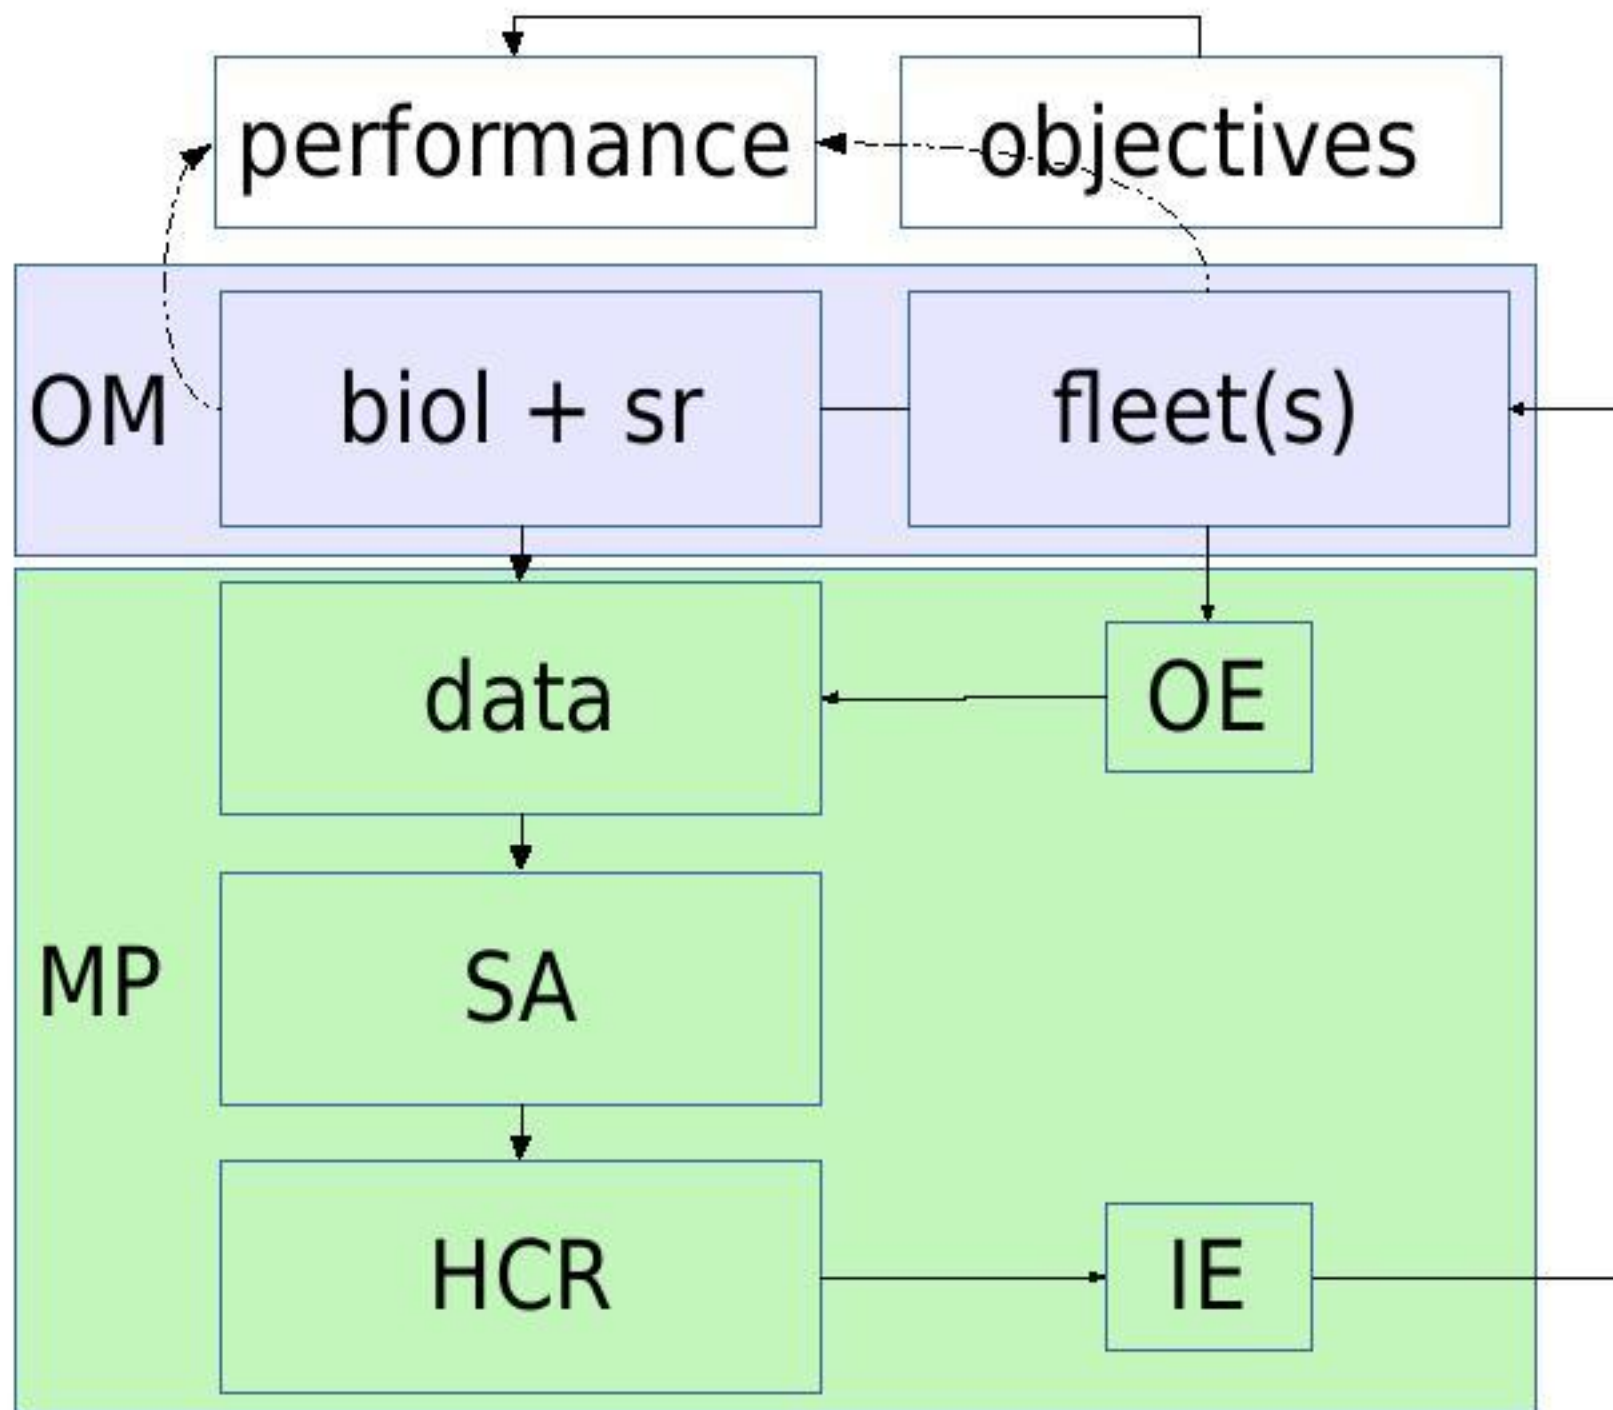 performance
objectives
OM
biol + sr
fleet(s)
data
OE
MP
SA
HCR
IE